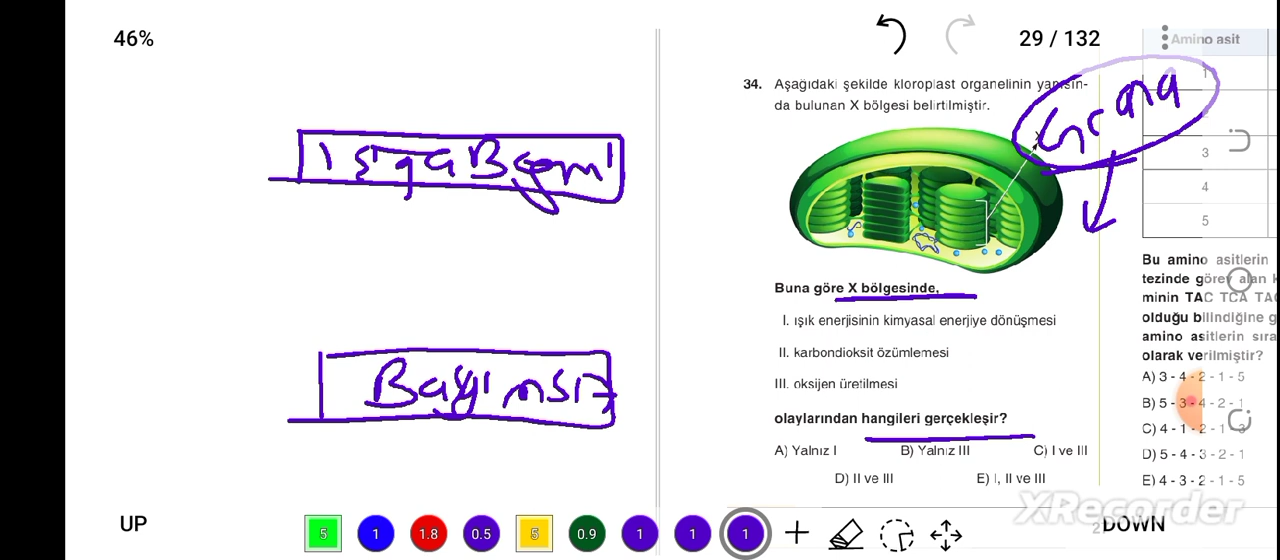 46%
29 / 132
Işığa Bağımlı
Bağımsız
34. Aşağıdaki şekilde kloroplast organelinin yapısın-
da bulunan X bölgesi belirtilmiştir.
Grana
X
Buna göre X bölgesinde,
I. ışık enerjisinin kimyasal enerjiye dönüşmesi
II. karbondioksit özümlemesi
III. oksijen üretilmesi
olaylarından hangileri gerçekleşir?
A) Yalnız I B) Yalnız III C) I ve III
D) II ve III E) I, II ve III
Amino asit
1
2
3
4
5
Bu amino asitlerin
tezinde görev alan
minin TAC TCA TAC
olduğu bilindiğine g
amino asitlerin sıra
olarak verilmiştir?
A) 3 - 4 - 2 - 1 - 5
B) 5 - 3 - 4 - 2 - 1
C) 4 - 1 - 2 - 1 - 3
D) 5 - 4 - 3 - 2 - 1
E) 4 - 3 - 2 - 1 - 5
XRecorder
UP
5 1 1.8 0.5 5 0.9 1 1 1
2
DOWN